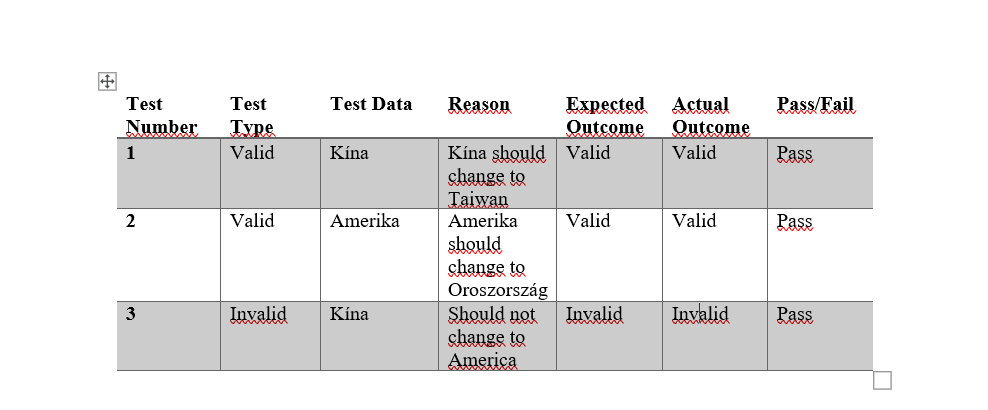 Test Number Test Type Test Data Reason Expected Outcome Actual Outcome Pass/Fail
1 Valid Kína Kína should change to Taiwan Valid Valid Pass
2 Valid Amerika Amerika should change to Oroszország Valid Valid Pass
3 Invalid Kína Should not change to America Invalid Invalid Pass